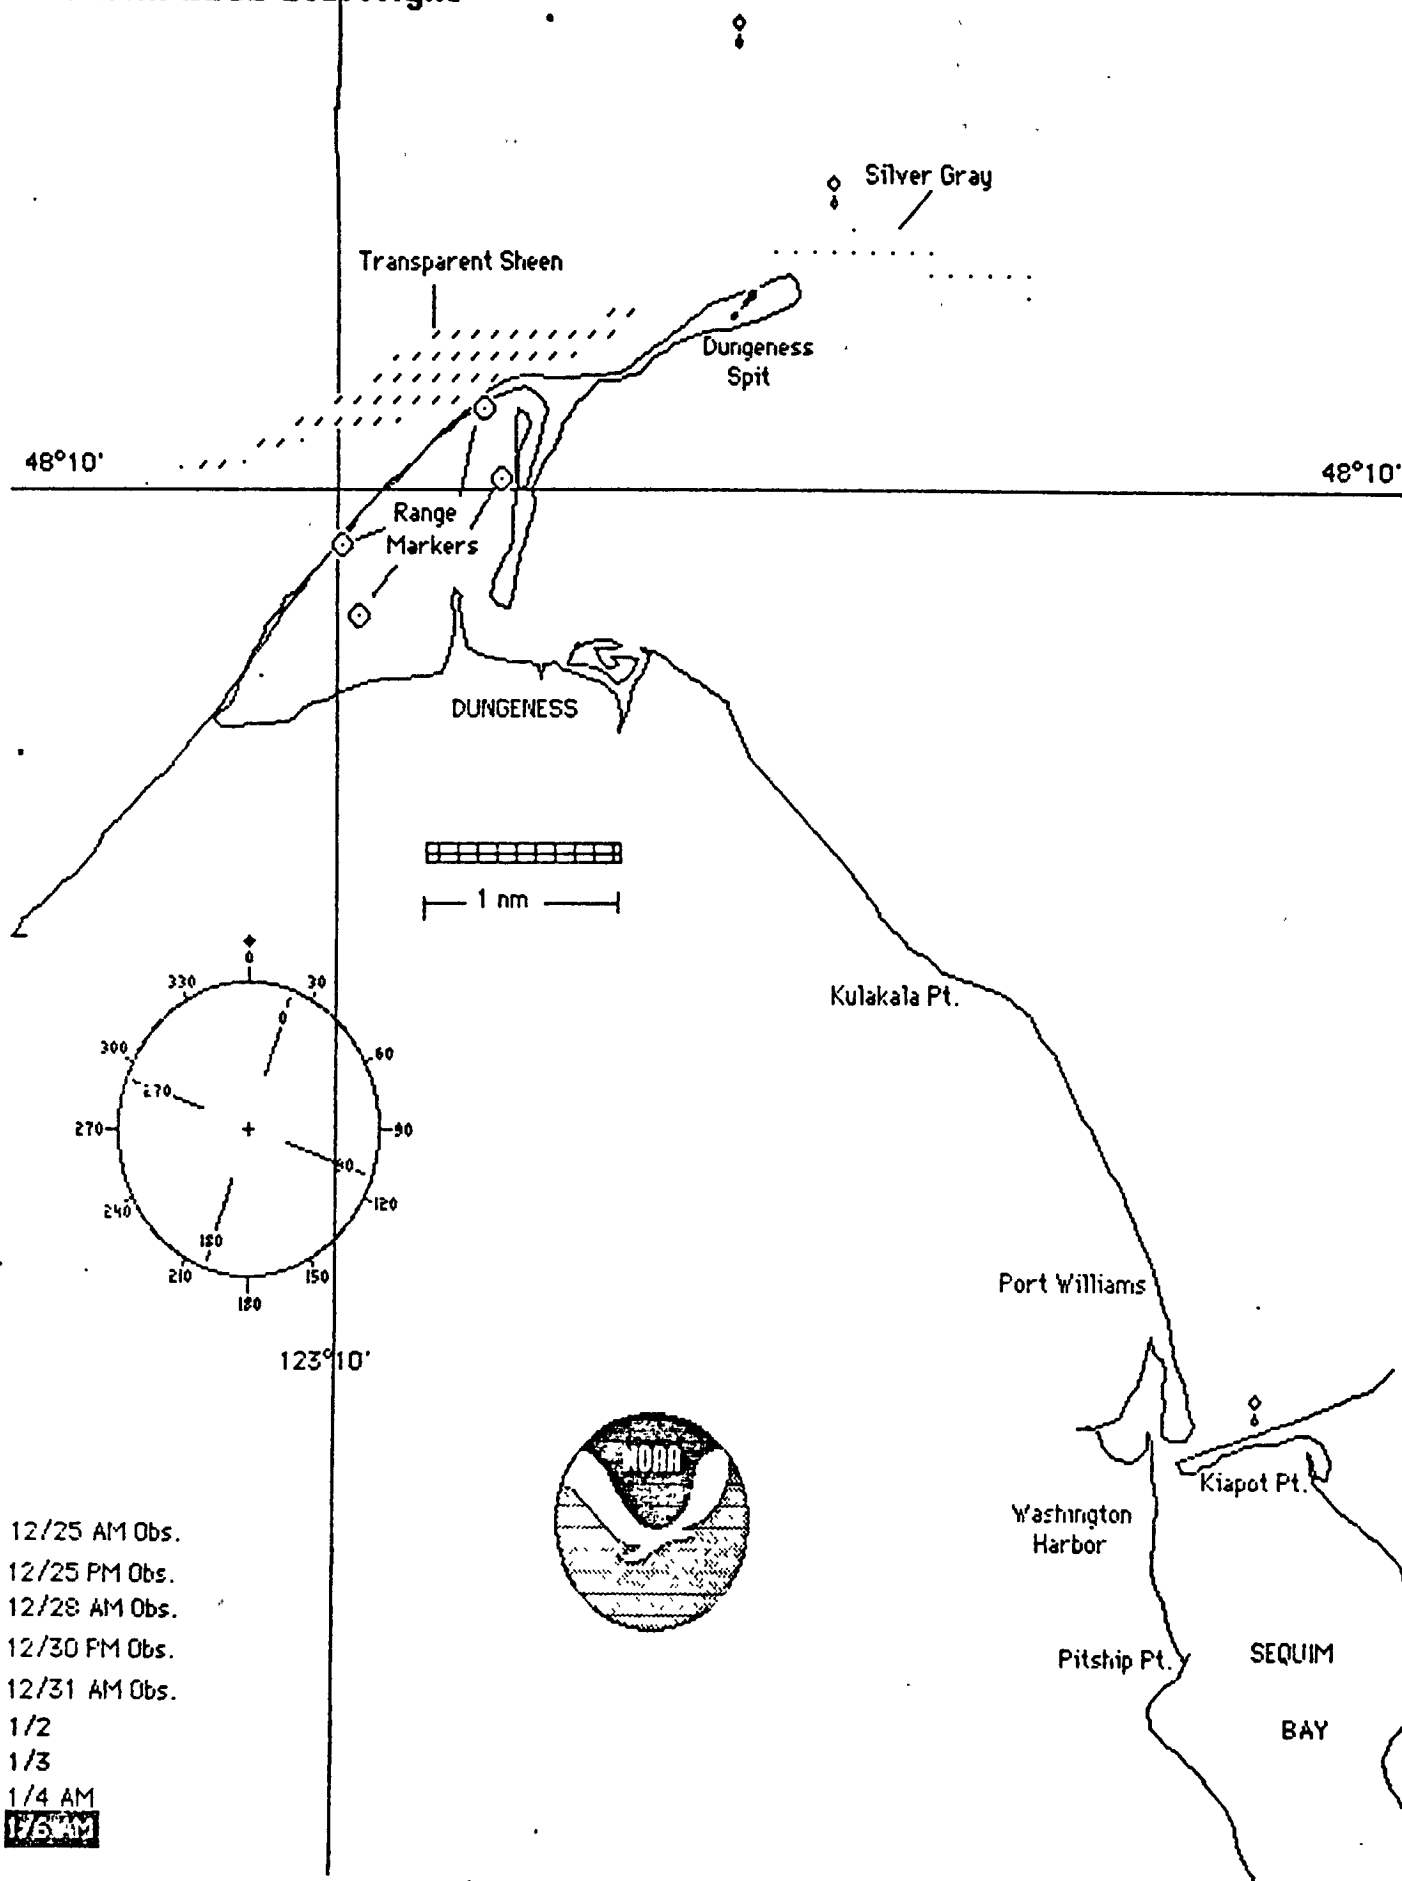 Silver Gray
Transparent Sheen
Dungeness
Spit
48°10'
48°10'
Range
Markers
DUNGENESS
1 nm
Kulakala Pt.
0
330
30
0
300
60
270
270
90
240
120
180
210
150
180
Port Williams
123°10'
NOAA
Kiapot Pt.
Washington
Harbor
12/25 AM Obs.
12/25 PM Obs.
12/28 AM Obs.
12/30 PM Obs.
12/31 AM Obs.
1/2
1/3
1/4 AM
1/6 AM
Pitship Pt.
SEQUIM
BAY